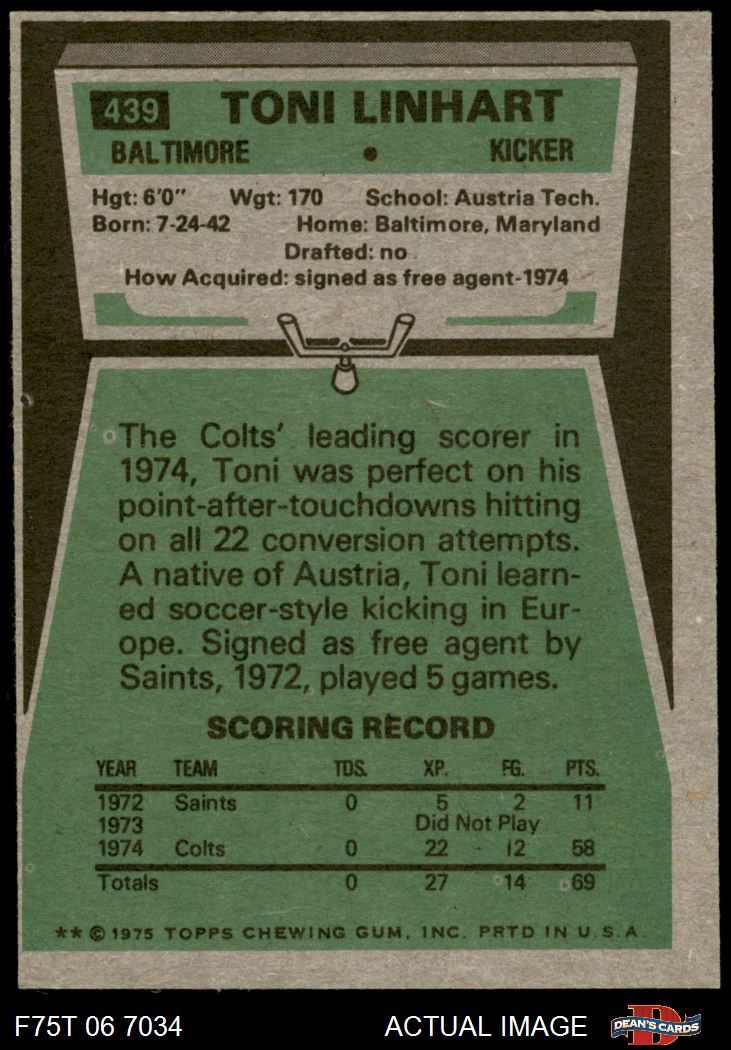 439 TONI LINHART
BALTIMORE • KICKER
Hgt: 6'0" Wgt: 170 School: Austria Tech.
Born: 7-24-42 Home: Baltimore, Maryland
Drafted: no
How Acquired: signed as free agent-1974
The Colts' leading scorer in
1974, Toni was perfect on his
point-after-touchdowns hitting
on all 22 conversion attempts.
A native of Austria, Toni learn-
ed soccer-style kicking in Eur-
ope. Signed as free agent by
Saints, 1972, played 5 games.
SCORING RECORD
YEAR TEAM TDS. XP. FG. PTS.
1972 Saints 0 5 2 11
1973 Did Not Play
1974 Colts 0 22 12 58
Totals 0 27 14 69
** © 1975 TOPPS CHEWING GUM, INC. PRTD IN U.S.A.
F75T 06 7034 ACTUAL IMAGE D DEAN'S CARDS